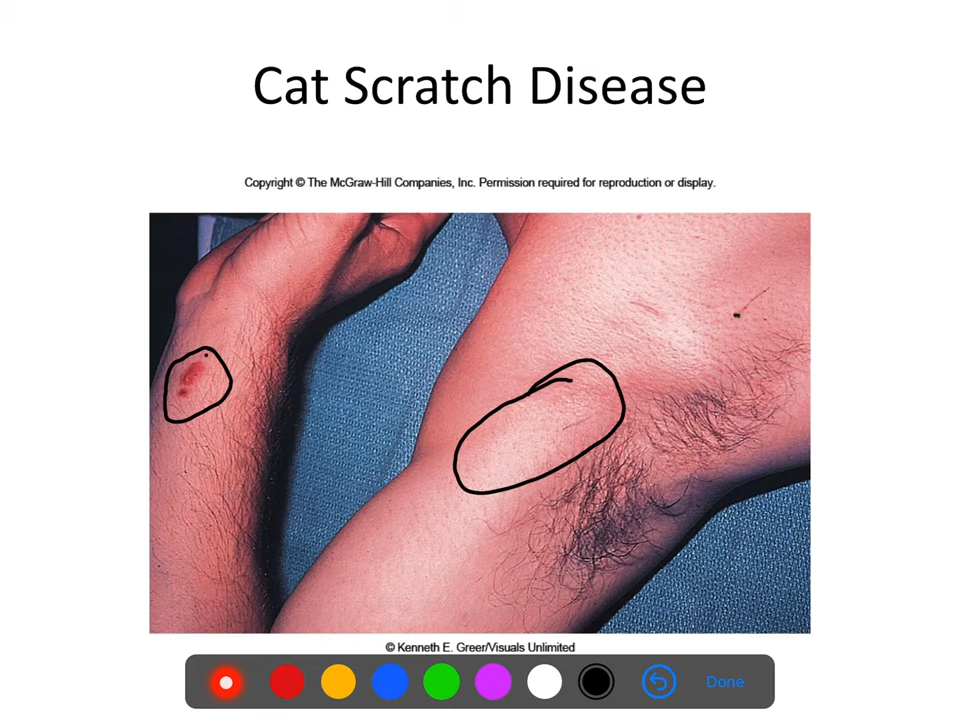 Cat Scratch Disease
Copyright © The McGraw-Hill Companies, Inc. Permission required for reproduction or display.
© Kenneth E. Greer/Visuals Unlimited
Done